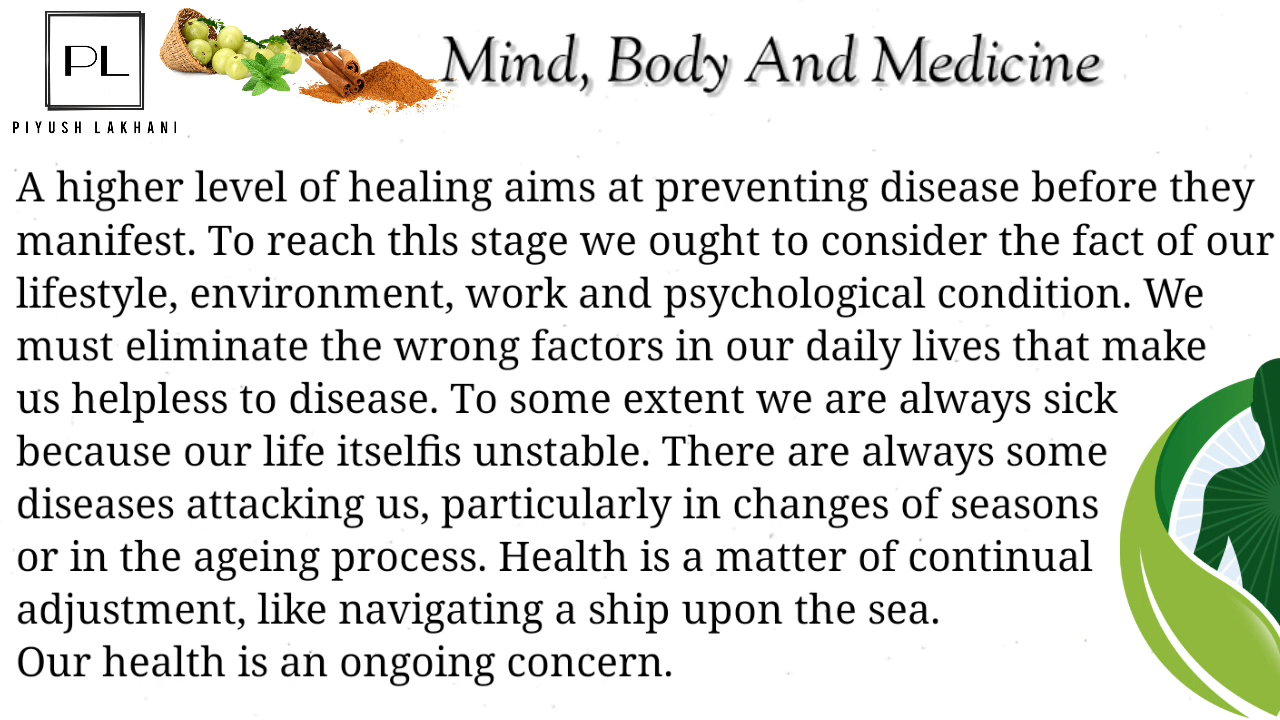 PL
PIYUSH LAKHANI
Mind, Body And Medicine
A higher level of healing aims at preventing disease before they
manifest. To reach thls stage we ought to consider the fact of our
lifestyle, environment, work and psychological condition. We
must eliminate the wrong factors in our daily lives that make
us helpless to disease. To some extent we are always sick
because our life itselfis unstable. There are always some
diseases attacking us, particularly in changes of seasons
or in the ageing process. Health is a matter of continual
adjustment, like navigating a ship upon the sea.
Our health is an ongoing concern.